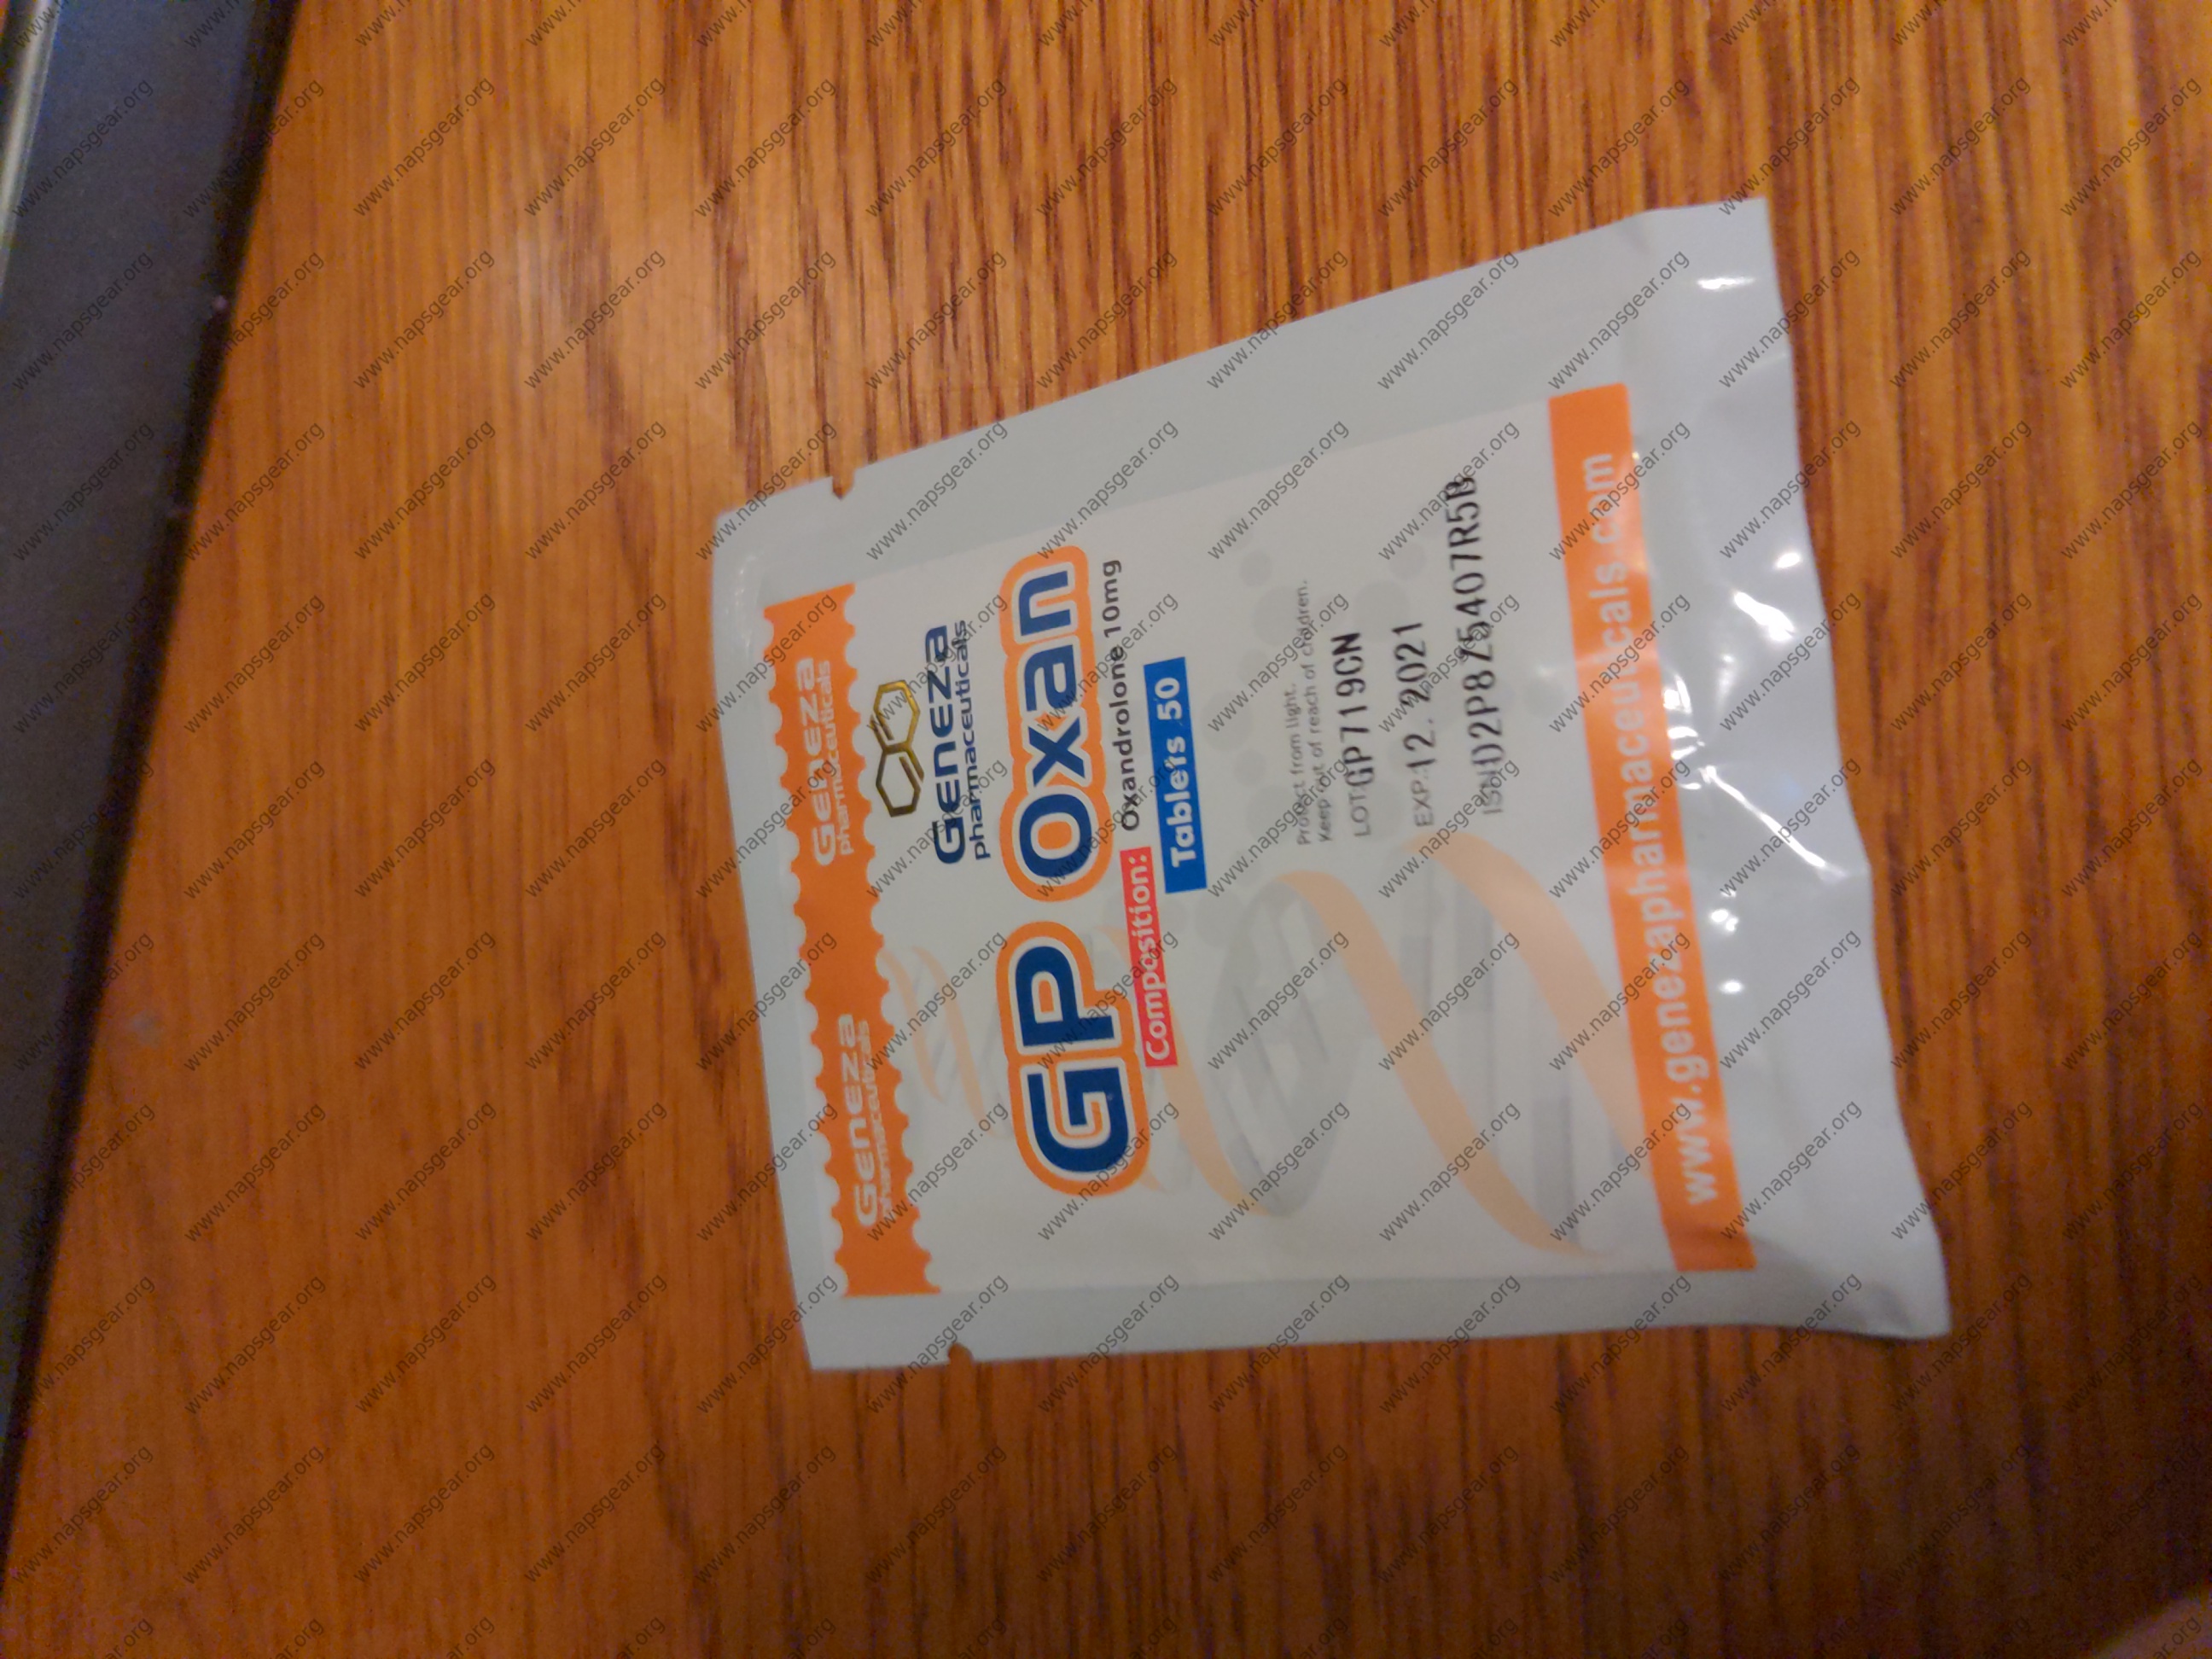 Geneza
pharmaceuticals
Geneza
pharmaceuticals
Geneza
pharmaceuticals
GP Oxan
Composition: Oxandrolone 10mg
Tablets 50
Protect from light.
Keep out of reach of children.
LOT:GP719CN
EXP.:12.2021
www.genezapharmaceuticals.com
www.napsgear.org